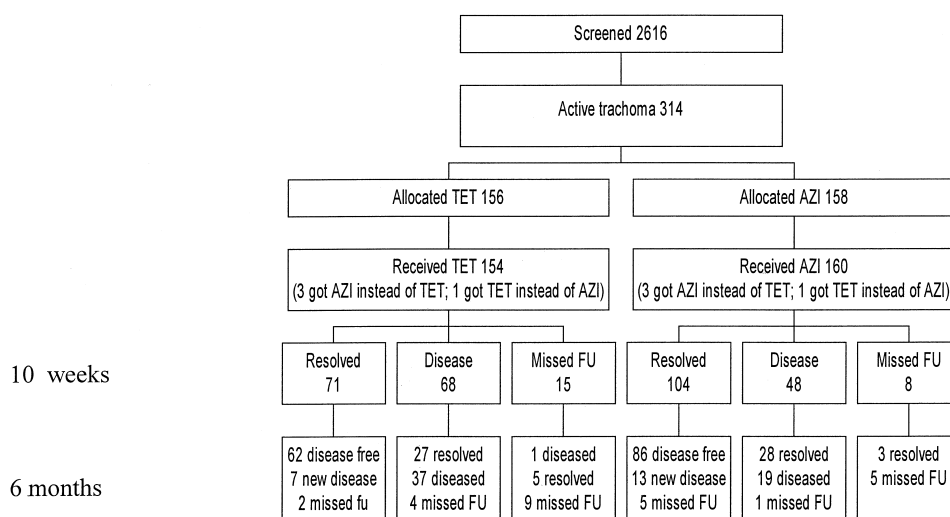 Screened 2616
Active trachoma 314
Allocated TET 156
Allocated AZI 158
Received TET 154
(3 got AZI instead of TET; 1 got TET instead of AZI)
Received AZI 160
(3 got AZI instead of TET; 1 got TET instead of AZI)
10 weeks
Resolved
71
Disease
68
Missed FU
15
Resolved
104
Disease
48
Missed FU
8
6 months
62 disease free
7 new disease
2 missed fu
27 resolved
37 diseased
4 missed FU
1 diseased
5 resolved
9 missed FU
86 disease free
13 new disease
5 missed FU
28 resolved
19 diseased
1 missed FU
3 resolved
5 missed FU